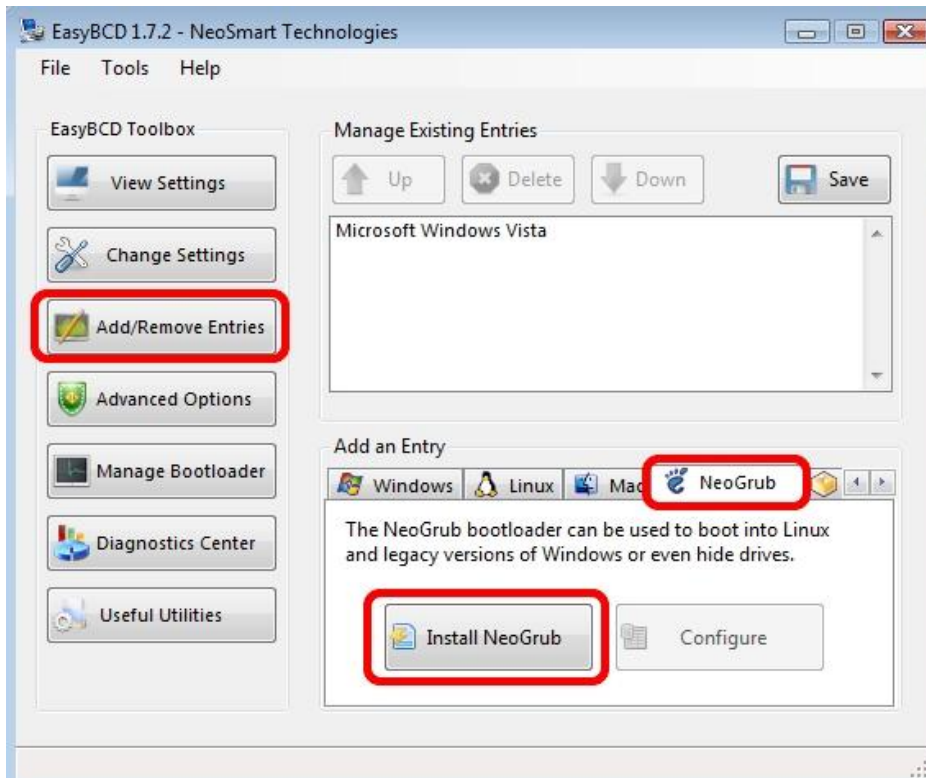 EasyBCD 1.7.2 - NeoSmart Technologies
File Tools Help
EasyBCD Toolbox
View Settings
Change Settings
Add/Remove Entries
Advanced Options
Manage Bootloader
Diagnostics Center
Useful Utilities
Manage Existing Entries
Up Delete Down Save
Microsoft Windows Vista
Add an Entry
Windows Linux Mac NeoGrub
The NeoGrub bootloader can be used to boot into Linux
and legacy versions of Windows or even hide drives.
Install NeoGrub Configure